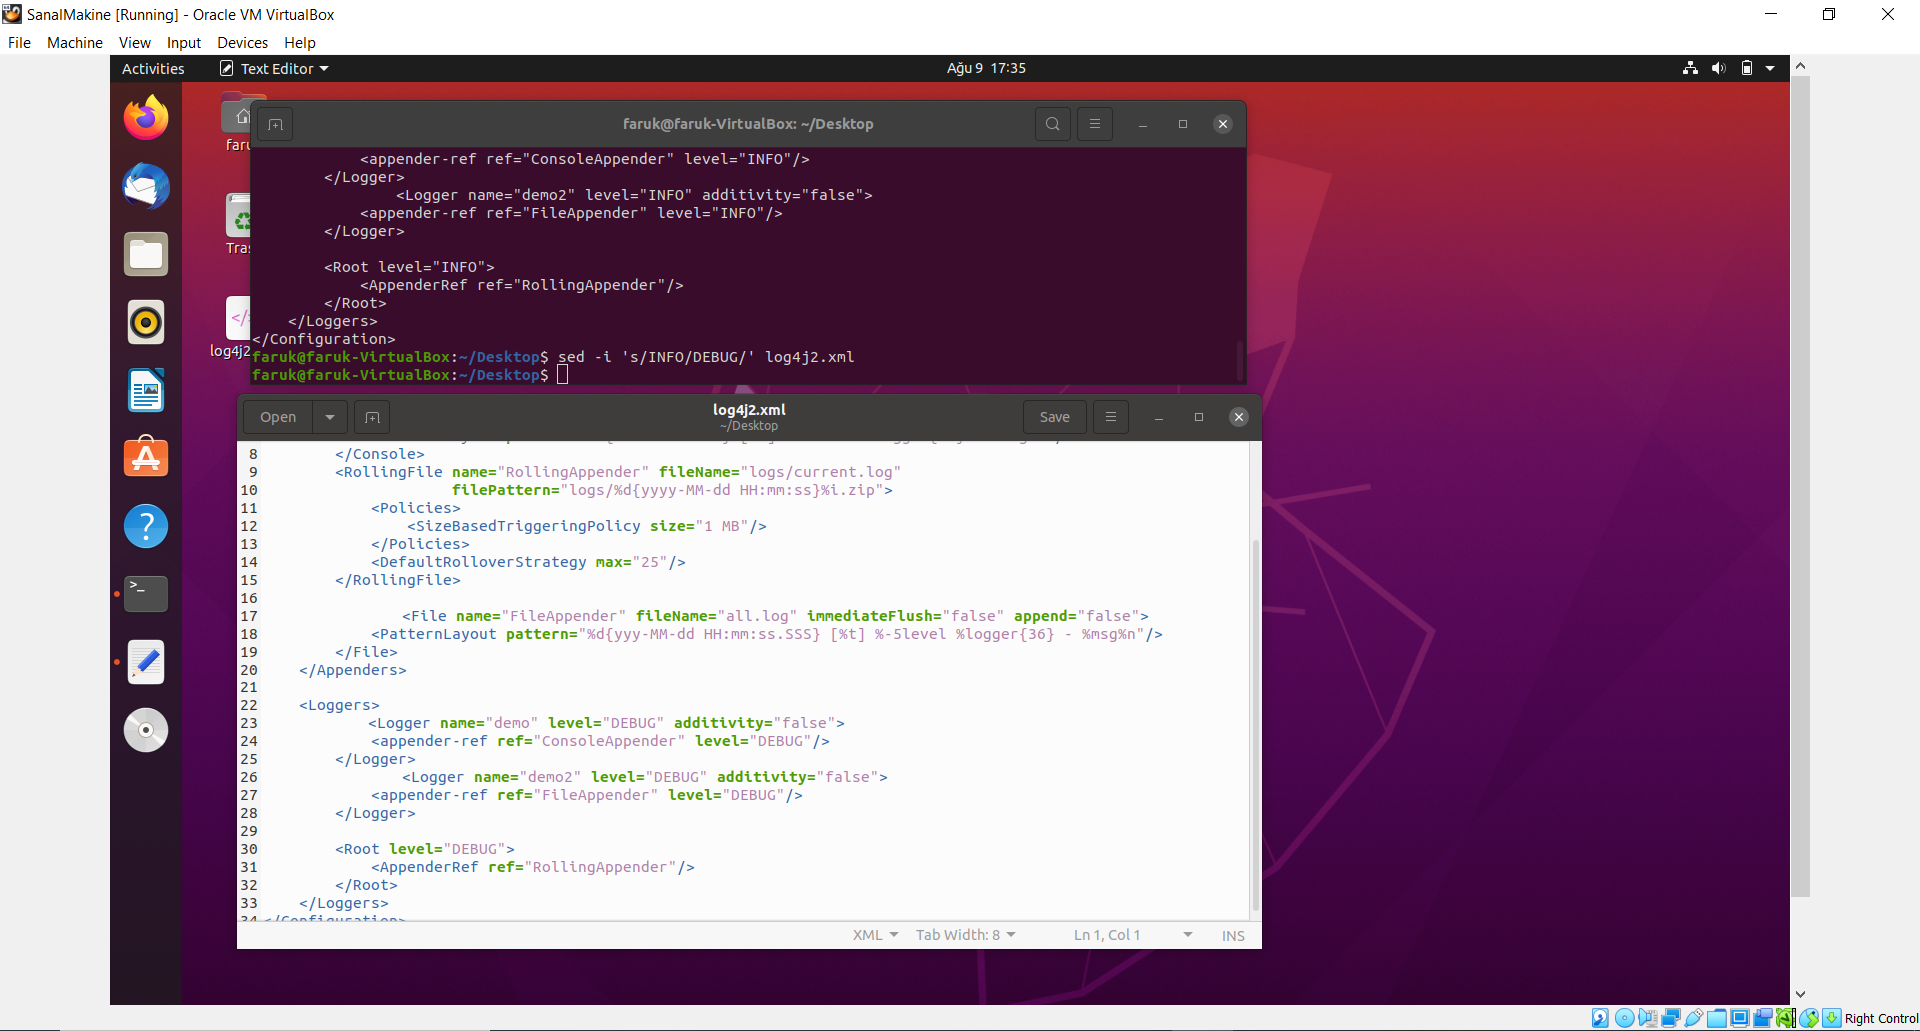 SanalMakine [Running] - Oracle VM VirtualBox
File Machine View Input Devices Help
Activities Text Editor Ağu 9 17:35
faruk@faruk-VirtualBox: ~/Desktop
faru
Tras
log4j2
<appender-ref ref="ConsoleAppender" level="INFO"/>
</Logger>
<Logger name="demo2" level="INFO" additivity="false">
<appender-ref ref="FileAppender" level="INFO"/>
</Logger>
<Root level="INFO">
<AppenderRef ref="RollingAppender"/>
</Root>
</Loggers>
</Configuration>
faruk@faruk-VirtualBox:~/Desktop$ sed -i 's/INFO/DEBUG/' log4j2.xml
faruk@faruk-VirtualBox:~/Desktop$
Open log4j2.xml Save
~/Desktop
8 </Console>
9 <RollingFile name="RollingAppender" fileName="logs/current.log"
10 filePattern="logs/%d{yyyy-MM-dd HH:mm:ss}%i.zip">
11 <Policies>
12 <SizeBasedTriggeringPolicy size="1 MB"/>
13 </Policies>
14 <DefaultRolloverStrategy max="25"/>
15 </RollingFile>
16
17 <File name="FileAppender" fileName="all.log" immediateFlush="false" append="false">
18 <PatternLayout pattern="%d{yyy-MM-dd HH:mm:ss.SSS} [%t] %-5level %logger{36} - %msg%n"/>
19 </File>
20 </Appenders>
21
22 <Loggers>
23 <Logger name="demo" level="DEBUG" additivity="false">
24 <appender-ref ref="ConsoleAppender" level="DEBUG"/>
25 </Logger>
26 <Logger name="demo2" level="DEBUG" additivity="false">
27 <appender-ref ref="FileAppender" level="DEBUG"/>
28 </Logger>
29
30 <Root level="DEBUG">
31 <AppenderRef ref="RollingAppender"/>
32 </Root>
33 </Loggers>
34 </Configuration>
XML Tab Width: 8 Ln 1, Col 1 INS
Right Control